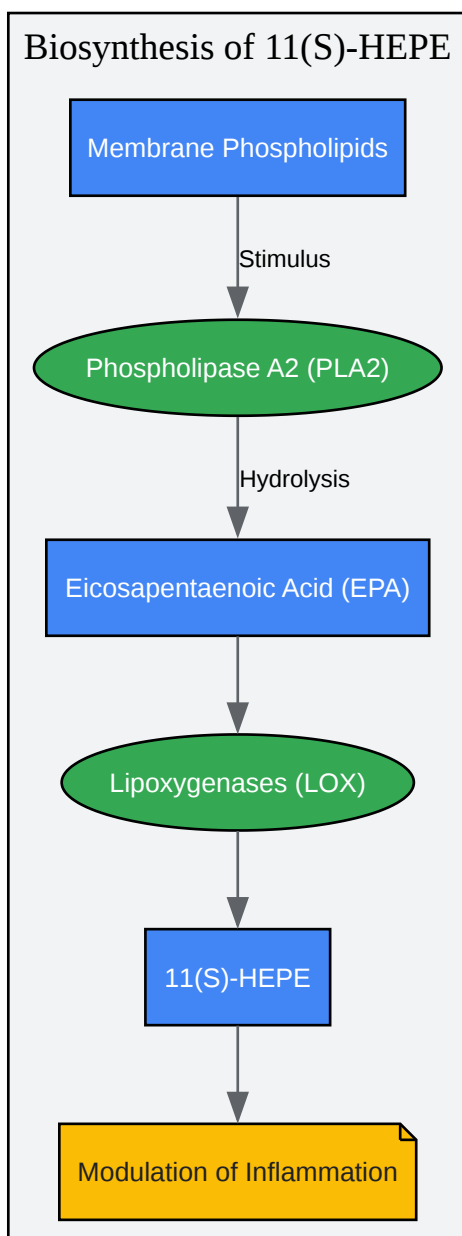 Biosynthesis of 11(S)-HEPE
Membrane Phospholipids
Stimulus
Phospholipase A2 (PLA2)
Hydrolysis
Eicosapentaenoic Acid (EPA)
Lipoxygenases (LOX)
11(S)-HEPE
Modulation of Inflammation